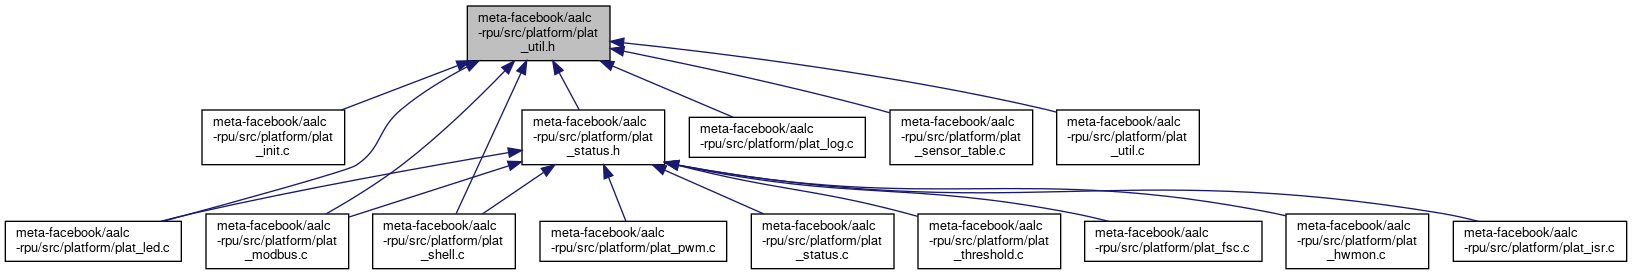 meta-facebook/aalc
-rpu/src/platform/plat
_util.h
meta-facebook/aalc
-rpu/src/platform/plat
_init.c
meta-facebook/aalc
-rpu/src/platform/plat
_status.h
meta-facebook/aalc
-rpu/src/platform/plat_log.c
meta-facebook/aalc
-rpu/src/platform/plat
_sensor_table.c
meta-facebook/aalc
-rpu/src/platform/plat
_util.c
meta-facebook/aalc
-rpu/src/platform/plat_led.c
meta-facebook/aalc
-rpu/src/platform/plat
_modbus.c
meta-facebook/aalc
-rpu/src/platform/plat
_shell.c
meta-facebook/aalc
-rpu/src/platform/plat_pwm.c
meta-facebook/aalc
-rpu/src/platform/plat
_status.c
meta-facebook/aalc
-rpu/src/platform/plat
_threshold.c
meta-facebook/aalc
-rpu/src/platform/plat_fsc.c
meta-facebook/aalc
-rpu/src/platform/plat
_hwmon.c
meta-facebook/aalc
-rpu/src/platform/plat_isr.c